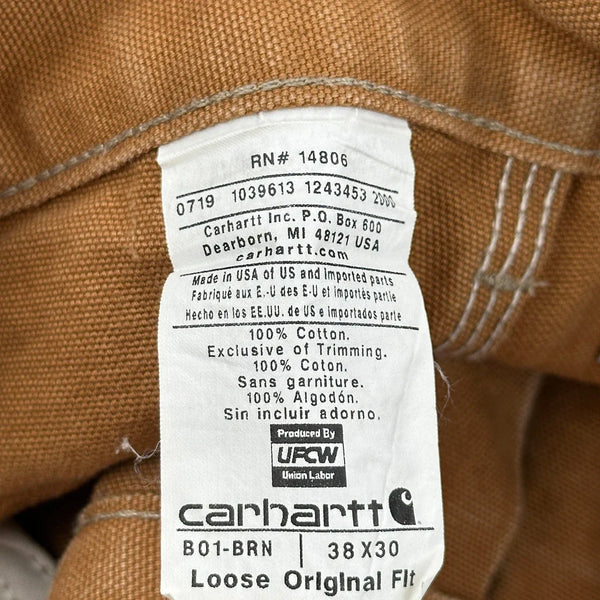 RN# 14806
0719 1039613 1243453 2000
Carhartt Inc. P.O. Box 600
Dearborn, MI 48121 USA
carhartt.com
Made in USA of US and Imported parts
Fabriqué aux E.-U des E-U et importés partie
Hecho en los EE.UU. de US e importados parte
100% Cotton.
Exclusive of Trimming.
100% Coton.
Sans garniture.
100% Algodón.
Sin incluir adorno.
Produced By
UFCW
Union Labor
carhartt
B01-BRN | 38 X 30
Loose Original Fit